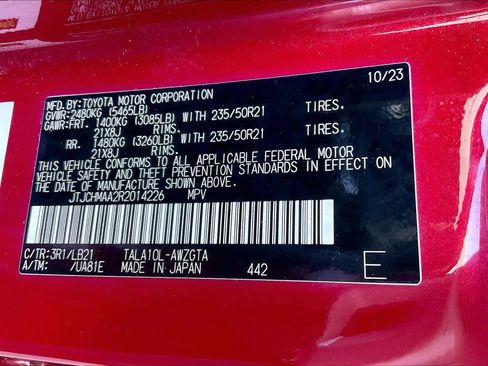 MFD.BY:TOYOTA MOTOR CORPORATION 10/23
GVWR:2480KG (5465LB)
GAWR:FRT. 1400KG (3085LB) WITH 235/50R21 TIRES.
21X8J RIMS.
RR. 1480KG (3260LB) WITH 235/50R21 TIRES.
21X8J RIMS.
THIS VEHICLE CONFORMS TO ALL APPLICABLE FEDERAL MOTOR
VEHICLE SAFETY AND THEFT PREVENTION STANDARDS IN EFFECT ON
THE DATE OF MANUFACTURE SHOWN ABOVE.
JTJCHMAA2R2014226 MPV
C/TR:3R1/LB21 TALA10L-AWZGTA
A/TM: /UA81E MADE IN JAPAN 442 E